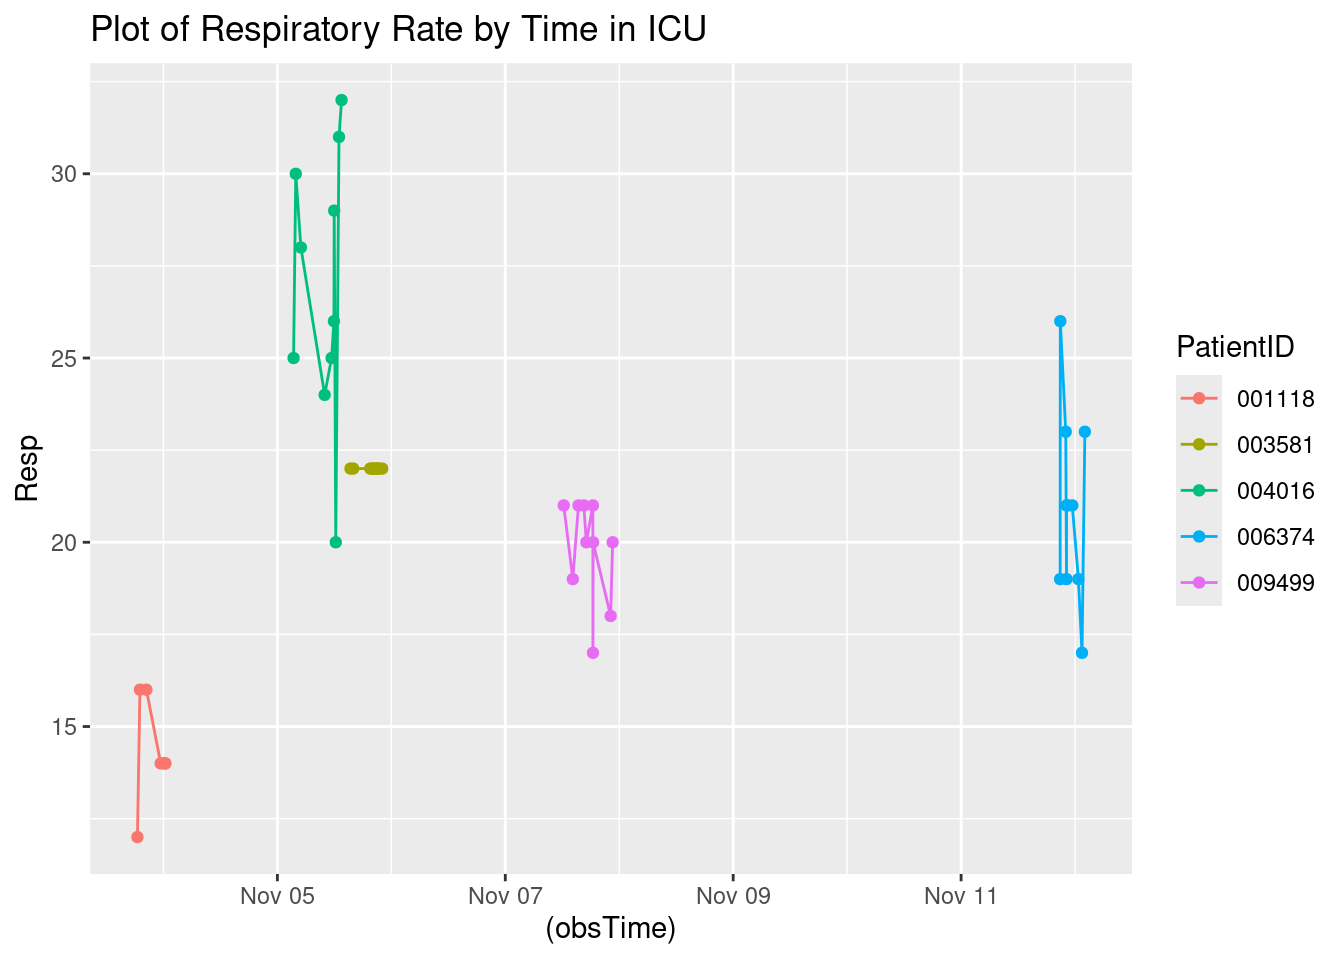 Plot of Respiratory Rate by Time in ICU
30
25
20
15
Resp
Nov 05
Nov 07
Nov 09
Nov 11
(obsTime)
PatientID
001118
003581
004016
006374
009499